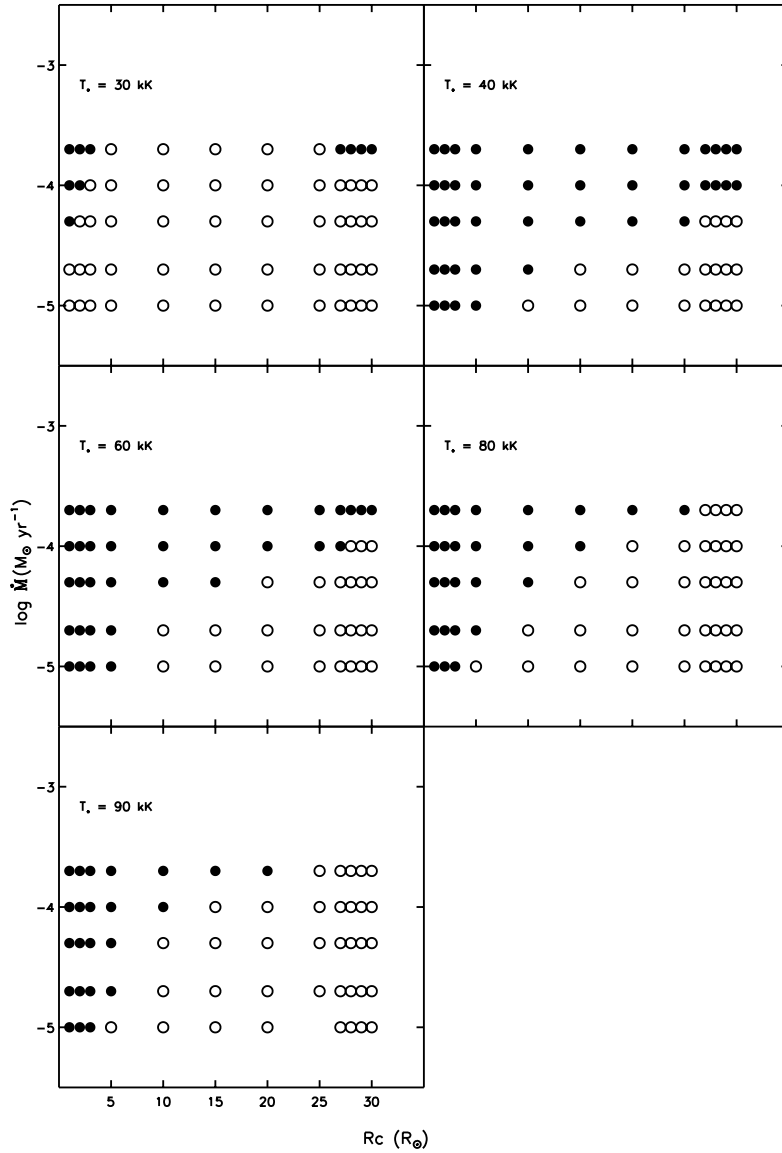 -3
T* = 30 kK
T* = 40 kK
-4
-5
-3
T* = 60 kK
T* = 80 kK
-4
-5
log Ṁ (M⊙ yr⁻¹)
-3
T* = 90 kK
-4
-5
5 10 15 20 25 30
Rc (R⊙)